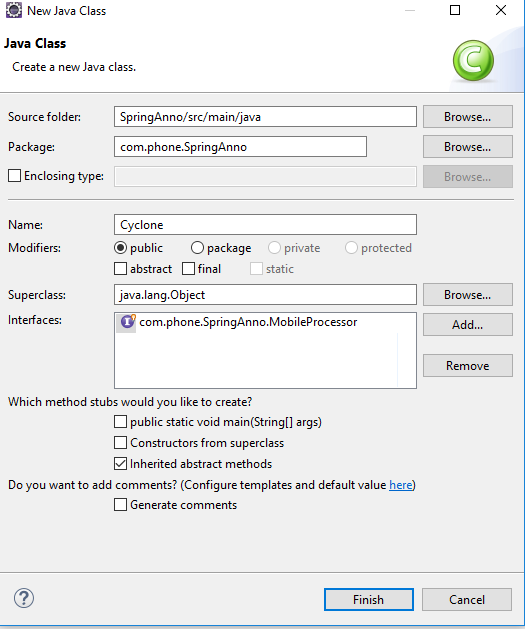 New Java Class
Java Class
Create a new Java class.
C
Source folder: SpringAnno/src/main/java Browse...
Package: com.phone.SpringAnno Browse...
Enclosing type: Browse...
Name: Cyclone
Modifiers: public package private protected
abstract final static
Superclass: java.lang.Object Browse...
Interfaces: I com.phone.SpringAnno.MobileProcessor Add...
Remove
Which method stubs would you like to create?
public static void main(String[] args)
Constructors from superclass
Inherited abstract methods
Do you want to add comments? (Configure templates and default value here)
Generate comments
? Finish Cancel